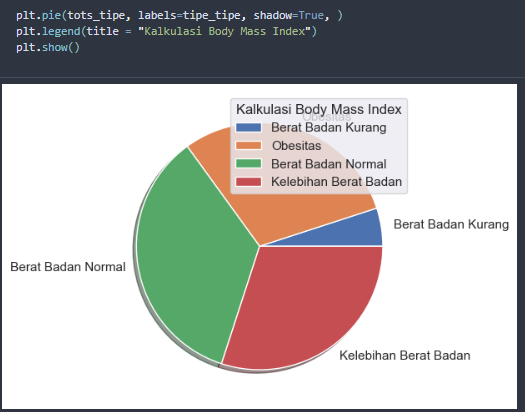 plt.pie(tots_tipe, labels=tipe_tipe, shadow=True, )
plt.legend(title = "Kalkulasi Body Mass Index")
plt.show()
Kalkulasi Body Mass Index
Obesitas
Berat Badan Kurang
Obesitas
Berat Badan Normal
Kelebihan Berat Badan
Berat Badan Kurang
Berat Badan Normal
Kelebihan Berat Badan